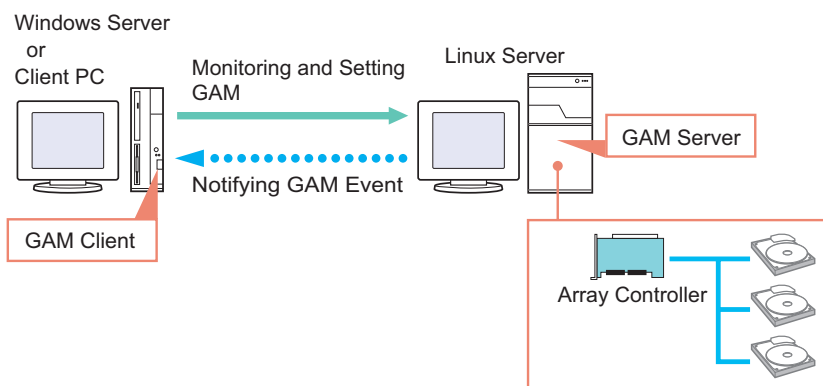 Windows Server
or
Client PC
Monitoring and Setting
GAM
Linux Server
GAM Server
Notifying GAM Event
GAM Client
Array Controller